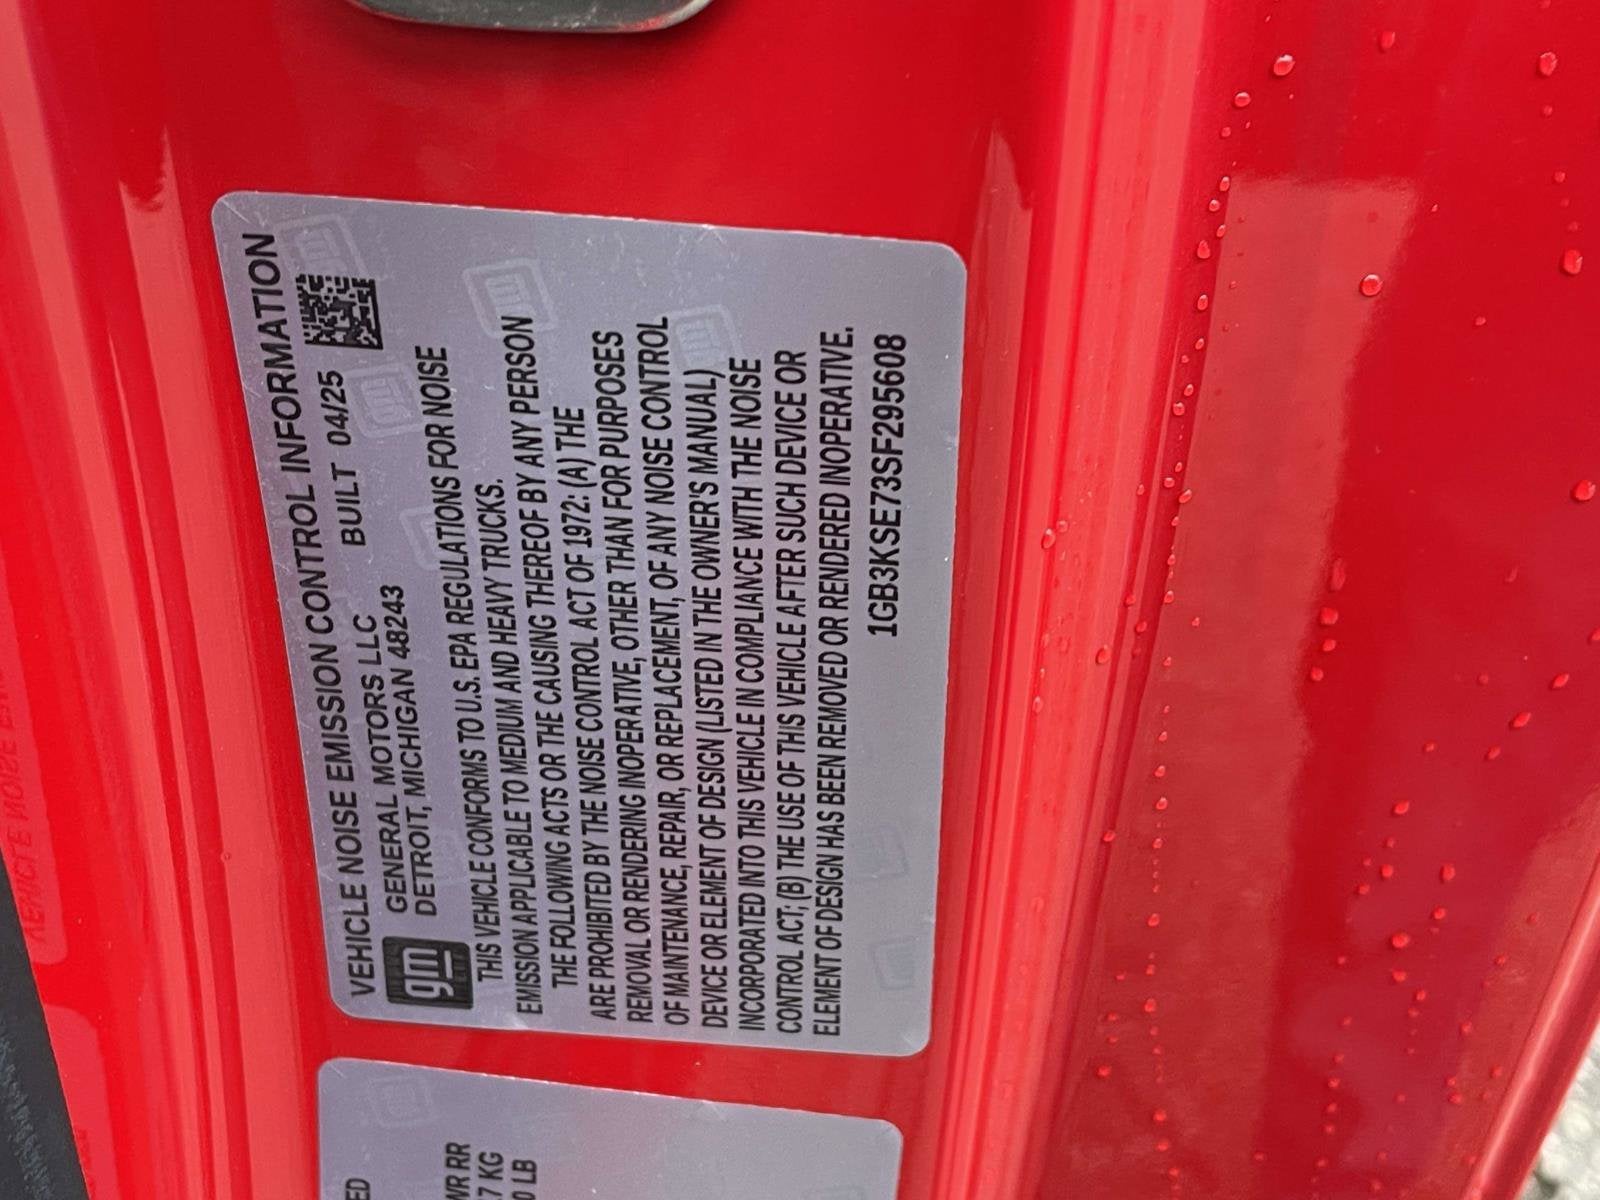 VEHICLE NOISE EMISSION CONTROL INFORMATION
gm
GENERAL MOTORS LLC BUILT 04/25
DETROIT, MICHIGAN 48243
THIS VEHICLE CONFORMS TO U.S. EPA REGULATIONS FOR NOISE
EMISSION APPLICABLE TO MEDIUM AND HEAVY TRUCKS.
THE FOLLOWING ACTS OR THE CAUSING THEREOF BY ANY PERSON
ARE PROHIBITED BY THE NOISE CONTROL ACT OF 1972: (A) THE
REMOVAL OR RENDERING INOPERATIVE, OTHER THAN FOR PURPOSES
OF MAINTENANCE, REPAIR, OR REPLACEMENT, OF ANY NOISE CONTROL
DEVICE OR ELEMENT OF DESIGN (LISTED IN THE OWNER'S MANUAL)
INCORPORATED INTO THIS VEHICLE IN COMPLIANCE WITH THE NOISE
CONTROL ACT; (B) THE USE OF THIS VEHICLE AFTER SUCH DEVICE OR
ELEMENT OF DESIGN HAS BEEN REMOVED OR RENDERED INOPERATIVE.
1GB3KSE73SF295608
RR
KG
LB